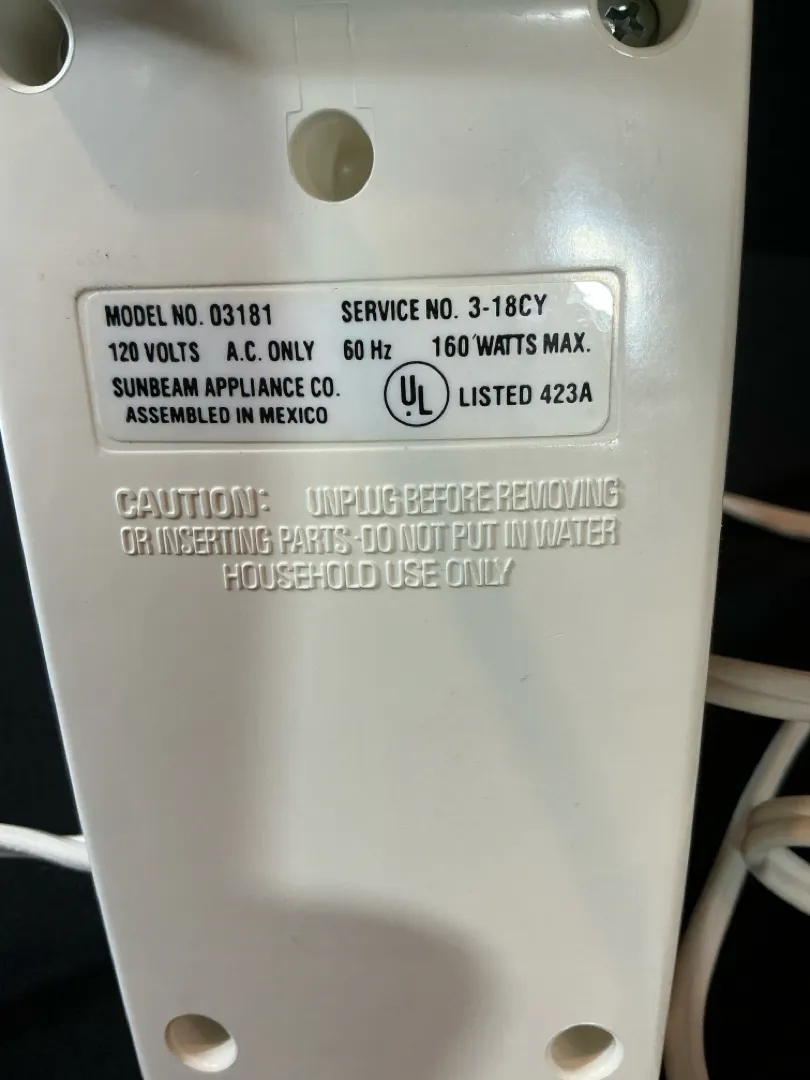 MODEL NO. 03181 SERVICE NO. 3-18CY
120 VOLTS A.C. ONLY 60 Hz 160 WATTS MAX.
SUNBEAM APPLIANCE CO.
ASSEMBLED IN MEXICO
UL LISTED 423A
CAUTION: UNPLUG BEFORE REMOVING
OR INSERTING PARTS-DO NOT PUT IN WATER
HOUSEHOLD USE ONLY